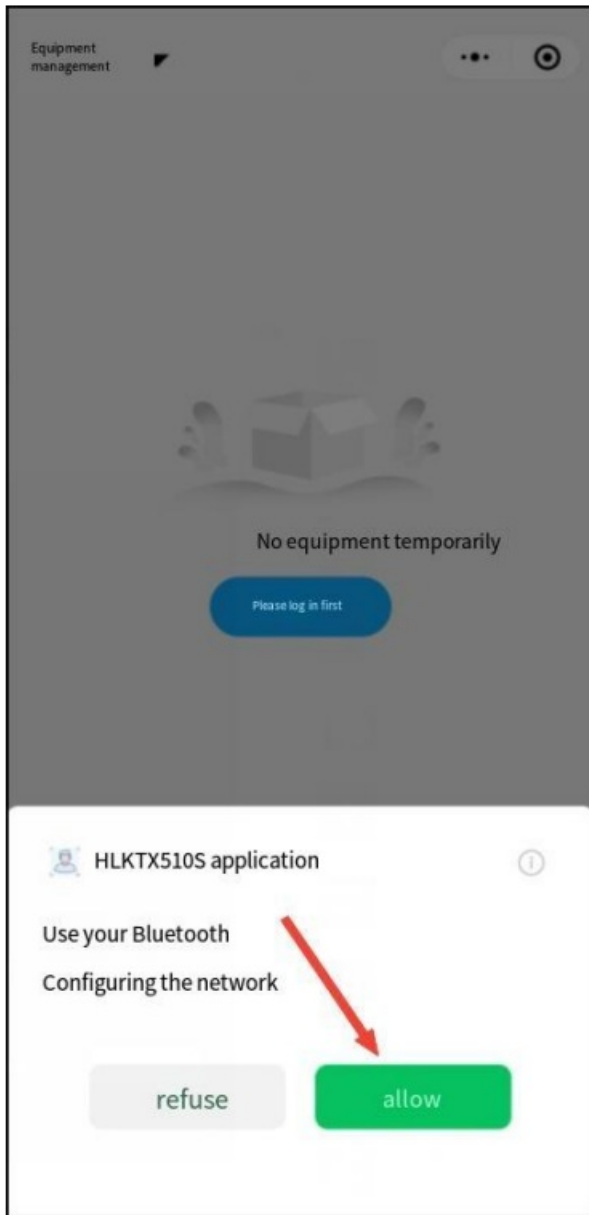 Equipment
management
No equipment temporarily
Please log in first
HLKTX510S application
Use your Bluetooth
Configuring the network
refuse
allow